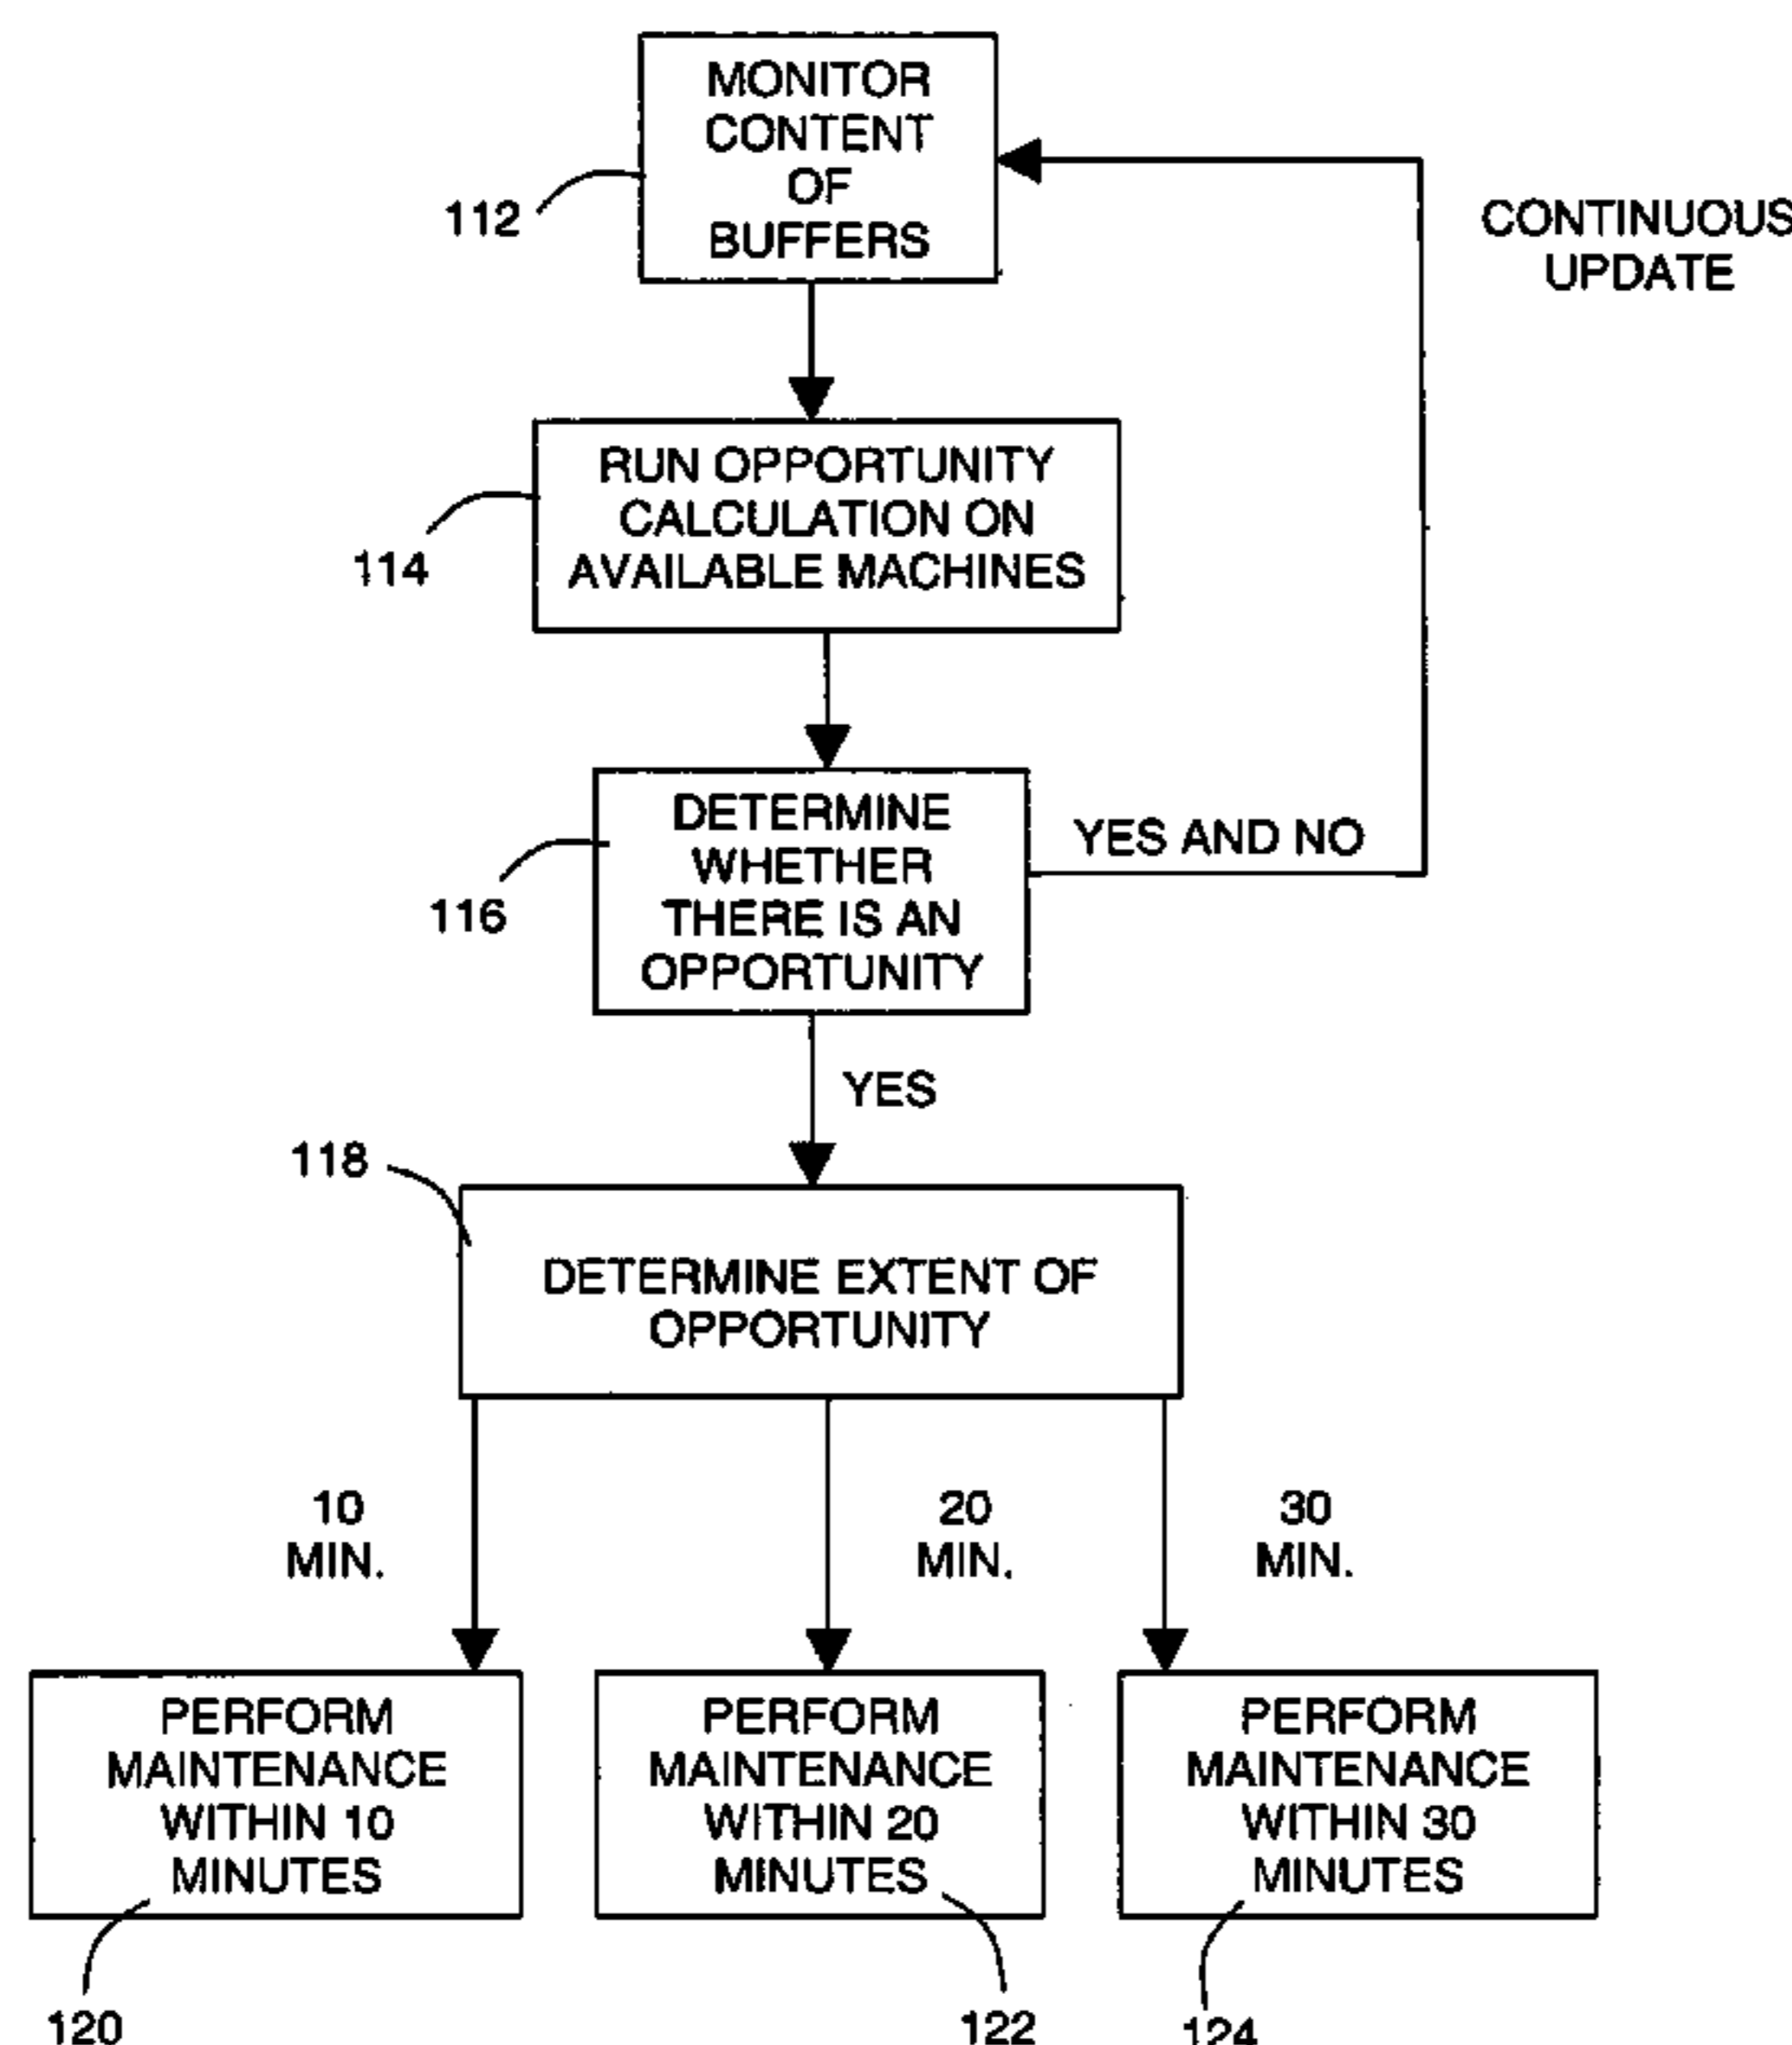 MONITOR
CONTENT
OF
BUFFERS
112
CONTINUOUS
UPDATE
RUN OPPORTUNITY
CALCULATION ON
AVAILABLE MACHINES
114
DETERMINE
WHETHER
THERE IS AN
OPPORTUNITY
YES AND NO
116
YES
118
DETERMINE EXTENT OF
OPPORTUNITY
10
MIN.
20
MIN.
30
MIN.
PERFORM
MAINTENANCE
WITHIN 10
MINUTES
PERFORM
MAINTENANCE
WITHIN 20
MINUTES
PERFORM
MAINTENANCE
WITHIN 30
MINUTES
120
122
124